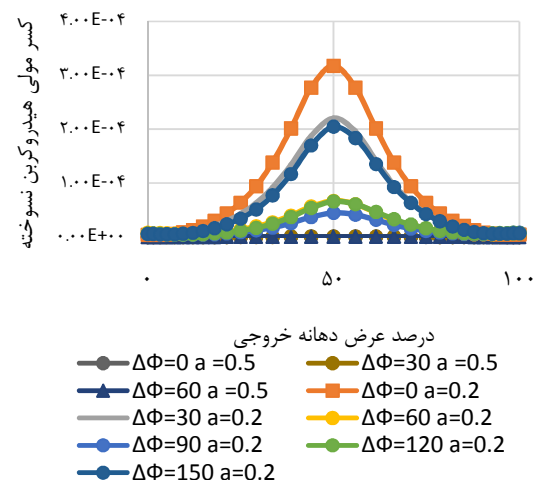 کسر مولی هیدروکربن نسوخته
۴.۰۰E-۰۴
۳.۰۰E-۰۴
۲.۰۰E-۰۴
۱.۰۰E-۰۴
۰.۰۰E+۰۰
۰ ۵۰ ۱۰۰
درصد عرض دهانه خروجی
ΔΦ=0 a =0.5 ΔΦ=30 a =0.5
ΔΦ=60 a =0.5 ΔΦ=0 a=0.2
ΔΦ=30 a=0.2 ΔΦ=60 a=0.2
ΔΦ=90 a=0.2 ΔΦ=120 a=0.2
ΔΦ=150 a=0.2